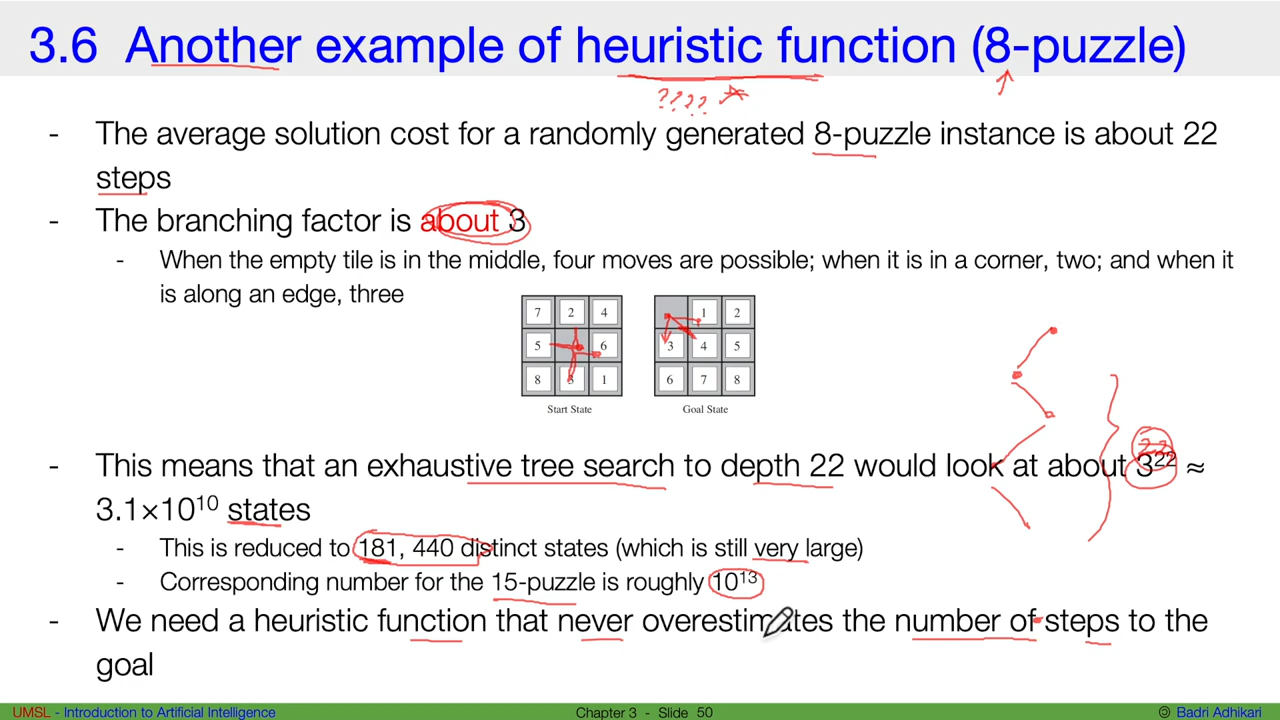 3.6 Another example of heuristic function (8-puzzle)
????
- The average solution cost for a randomly generated 8-puzzle instance is about 22
steps
- The branching factor is about 3
- When the empty tile is in the middle, four moves are possible; when it is in a corner, two; and when it
is along an edge, three
7 2 4 1 2
5 6 3 4 5
8 3 1 6 7 8
Start State Goal State
22
- This means that an exhaustive tree search to depth 22 would look at about 3²² ≈
3.1×10¹⁰ states
- This is reduced to 181, 440 distinct states (which is still very large)
- Corresponding number for the 15-puzzle is roughly 10¹³
- We need a heuristic function that never overestimates the number of steps to the
goal
UMSL - Introduction to Artificial Intelligence Chapter 3 - Slide 50 Badri Adhikari